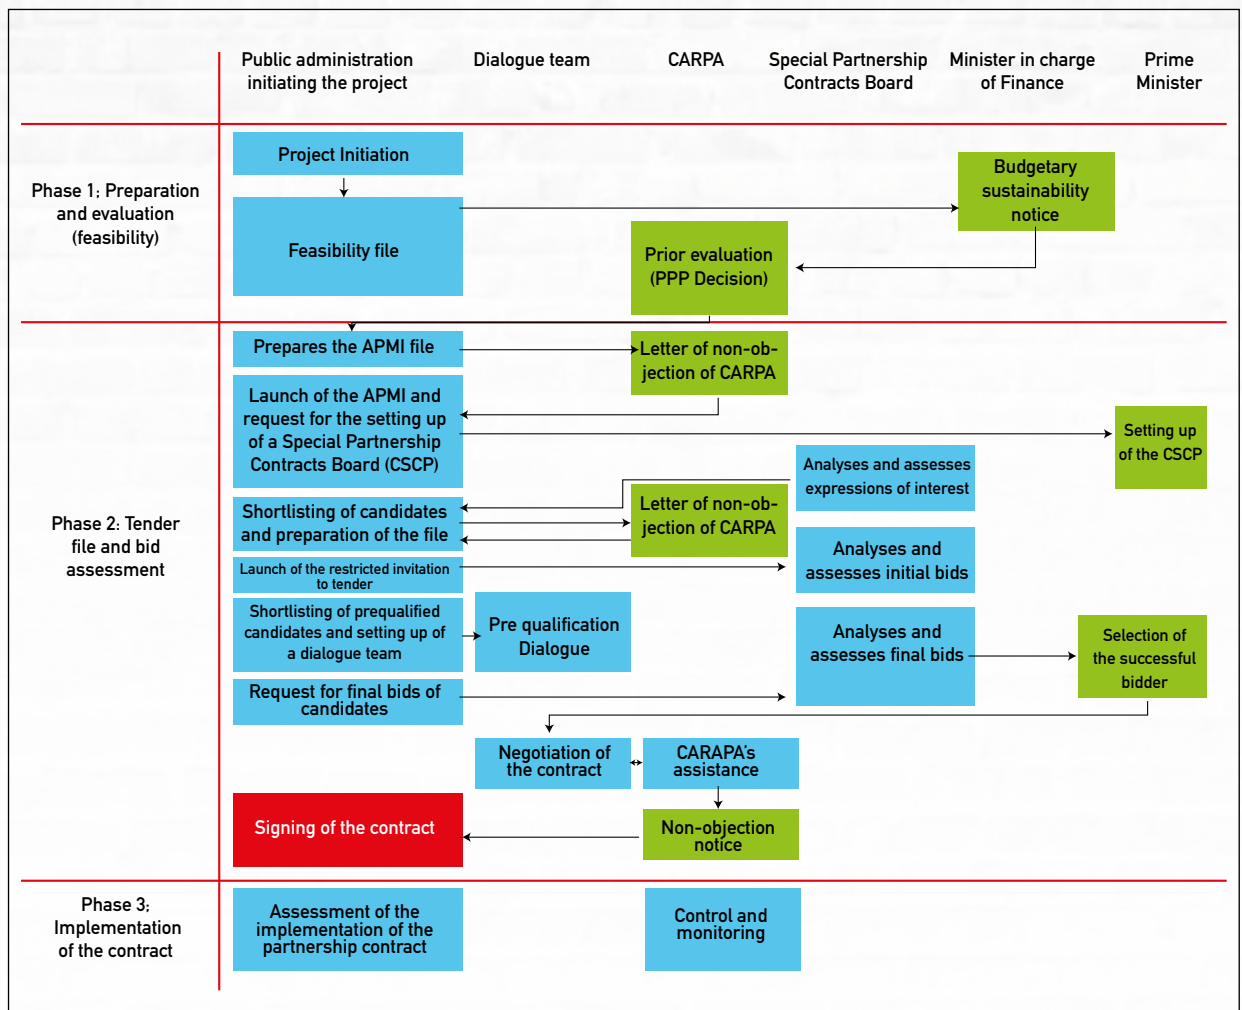 Public administration
initiating the project
Dialogue team
CARPA
Special Partnership
Contracts Board
Minister in charge
of Finance
Prime
Minister
Phase 1; Preparation
and evaluation
(feasibility)
Project Initiation
Feasibility file
Budgetary
sustainability
notice
Prior evaluation
(PPP Decision)
Phase 2: Tender
file and bid
assessment
Prepares the APMI file
Letter of non-ob-
jection of CARPA
Launch of the APMI and
request for the setting up
of a Special Partnership
Contracts Board (CSCP)
Setting up
of the CSCP
Analyses and assesses
expressions of interest
Shortlisting of candidates
and preparation of the file
Letter of non-ob-
jection of CARPA
Launch of the restricted invitation
to tender
Analyses and
assesses initial bids
Shortlisting of prequalified
candidates and setting up of
a dialogue team
Pre qualification
Dialogue
Analyses and
assesses final bids
Selection of
the successful
bidder
Request for final bids of
candidates
Negotiation of
the contract
CARAPA's
assistance
Signing of the contract
Non-objection
notice
Phase 3;
Implementation
of the contract
Assessment of the
implementation of the
partnership contract
Control and
monitoring